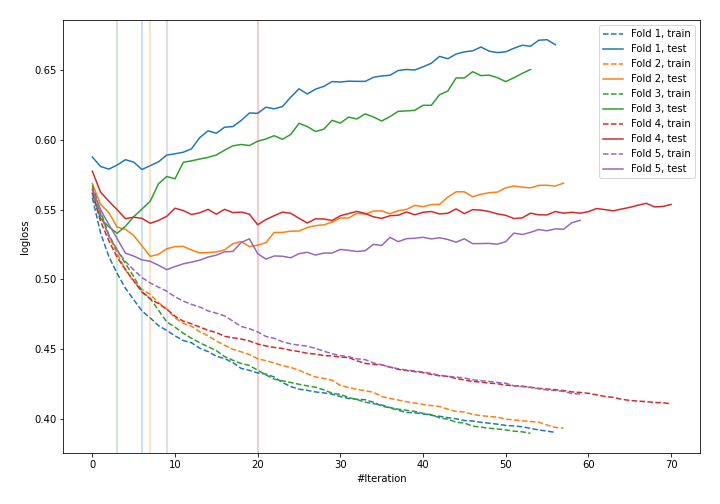 0.65
0.60
0.55
0.50
0.45
0.40
logloss
0
10
20
30
40
50
60
70
#Iteration
Fold 1, train
Fold 1, test
Fold 2, train
Fold 2, test
Fold 3, train
Fold 3, test
Fold 4, train
Fold 4, test
Fold 5, train
Fold 5, test